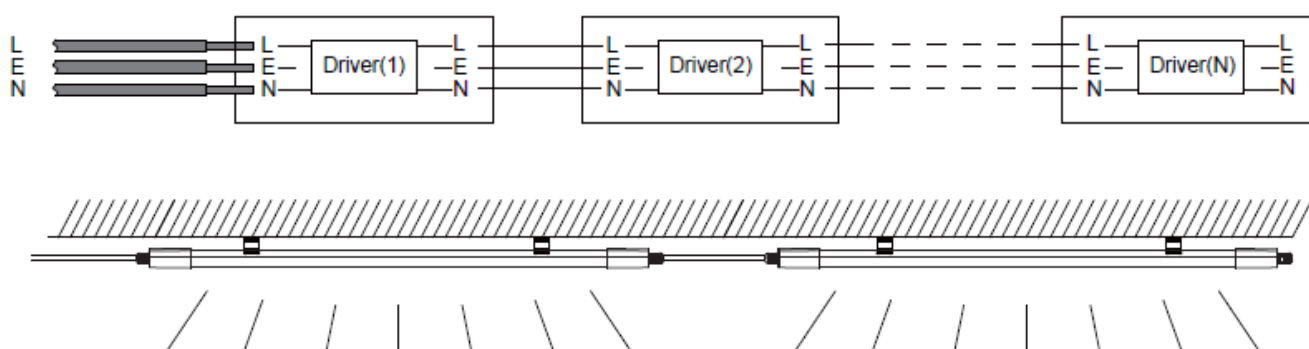 L L Driver(1) L L Driver(2) L L Driver(N) L
E E E E E E E
N N N N N N N